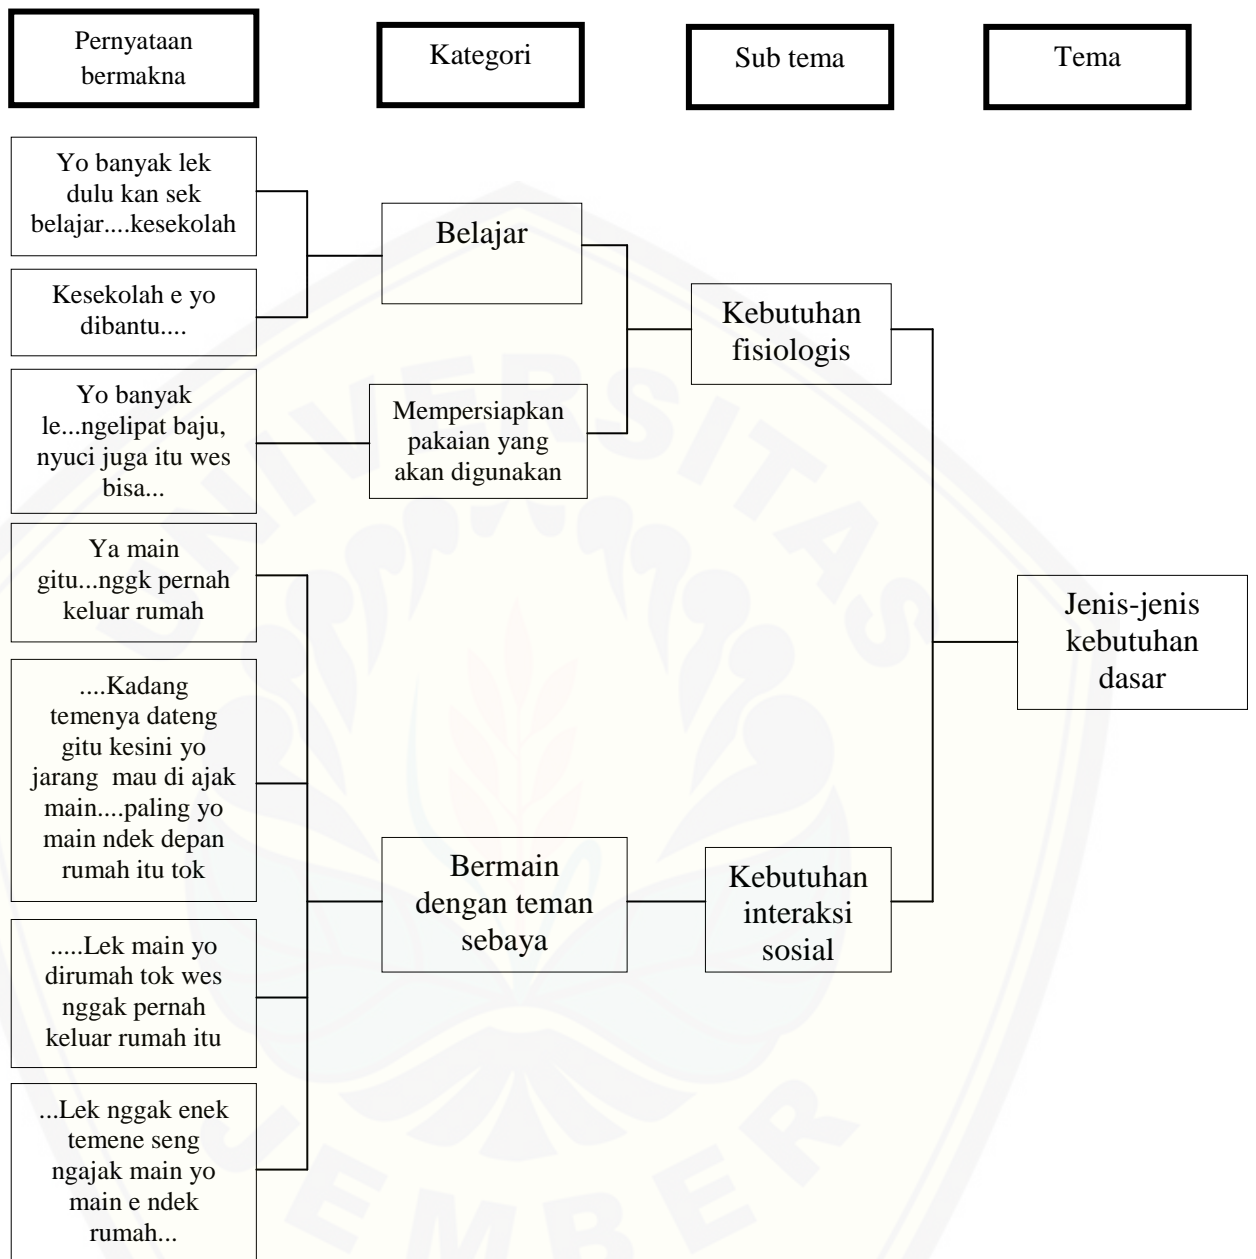 Pernyataan
bermakna
Kategori
Sub tema
Tema
Yo banyak lek
dulu kan sek
belajar....kesekolah
Kesekolah e yo
dibantu....
Yo banyak
le...ngelipat baju,
nyuci juga itu wes
bisa...
Ya main
gitu...nggk pernah
keluar rumah
....Kadang
temenya dateng
gitu kesini yo
jarang  mau di ajak
main....paling yo
main ndek depan
rumah itu tok
.....Lek main yo
dirumah tok wes
nggak pernah
keluar rumah itu
...Lek nggak enek
temene seng
ngajak main yo
main e ndek
rumah...
Belajar
Mempersiapkan
pakaian yang
akan digunakan
Bermain
dengan teman
sebaya
Kebutuhan
fisiologis
Kebutuhan
interaksi
sosial
Jenis-jenis
kebutuhan
dasar
UNIVERSITAS
JEMBER